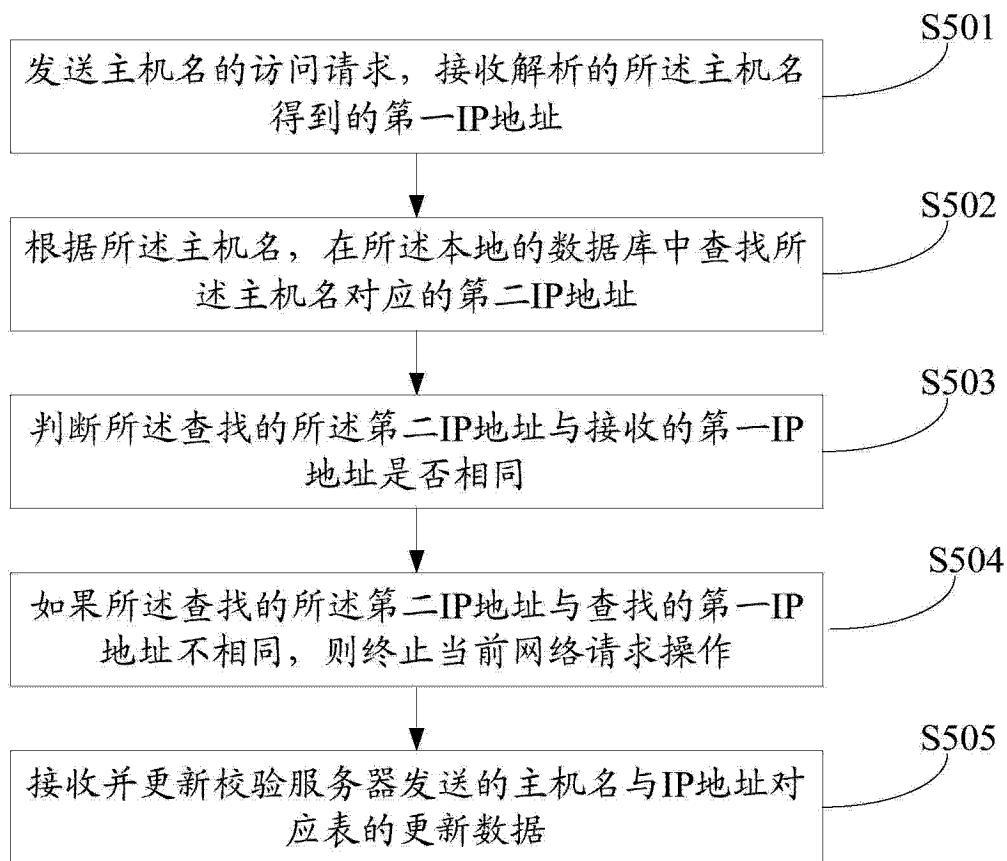 S501
发送主机名的访问请求，接收解析的所述主机名
得到的第一IP地址
S502
根据所述主机名，在所述本地的数据库中查找所
述主机名对应的第二IP地址
S503
判断所述查找的所述第二IP地址与接收的第一IP
地址是否相同
S504
如果所述查找的所述第二IP地址与查找的第一IP
地址不相同，则终止当前网络请求操作
S505
接收并更新校验服务器发送的主机名与IP地址对
应表的更新数据